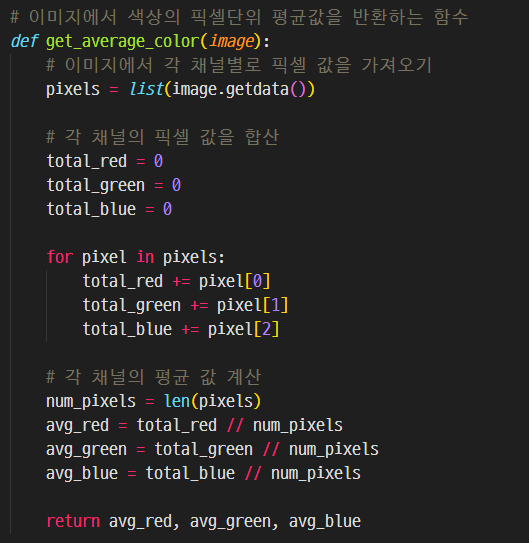 # 이미지에서 색상의 픽셀단위 평균값을 반환하는 함수
def get_average_color(image):
    # 이미지에서 각 채널별로 픽셀 값을 가져오기
    pixels = list(image.getdata())

    # 각 채널의 픽셀 값을 합산
    total_red = 0
    total_green = 0
    total_blue = 0

    for pixel in pixels:
        total_red += pixel[0]
        total_green += pixel[1]
        total_blue += pixel[2]

    # 각 채널의 평균 값 계산
    num_pixels = len(pixels)
    avg_red = total_red // num_pixels
    avg_green = total_green // num_pixels
    avg_blue = total_blue // num_pixels

    return avg_red, avg_green, avg_blue